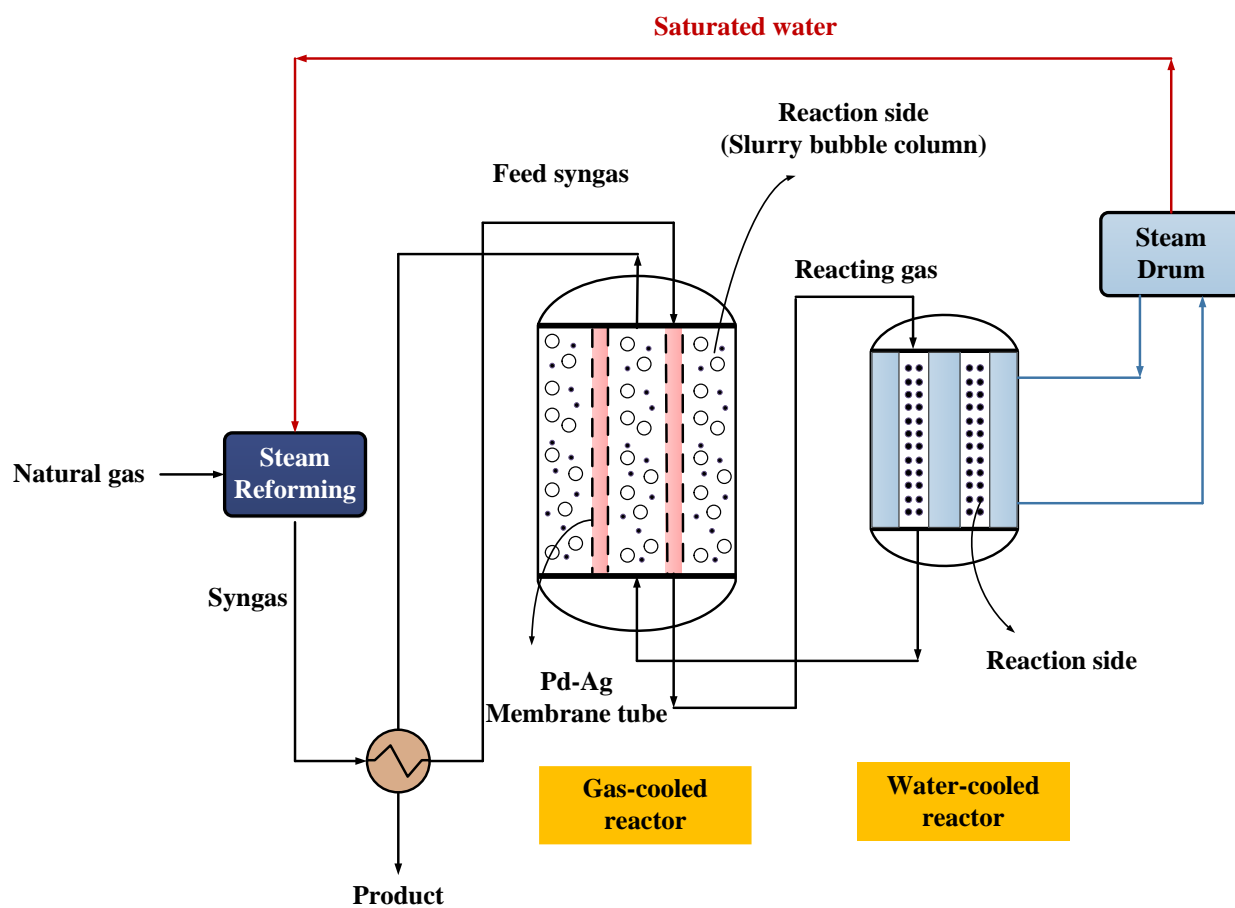 Saturated water
Reaction side
(Slurry bubble column)
Feed syngas
Steam
Drum
Reacting gas
Natural gas
Steam
Reforming
Syngas
Pd-Ag
Membrane tube
Reaction side
Gas-cooled
reactor
Water-cooled
reactor
Product